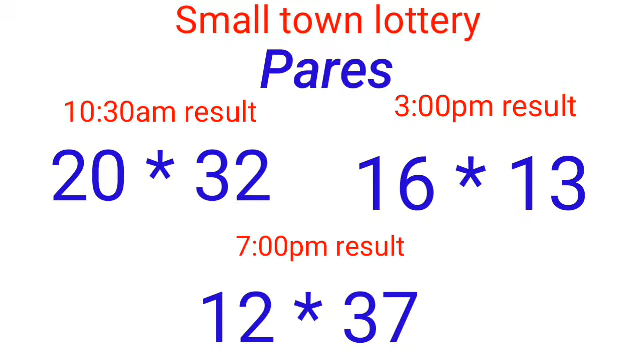 Small town lottery
Pares
10:30am result
3:00pm result
20 * 32
16 * 13
7:00pm result
12 * 37